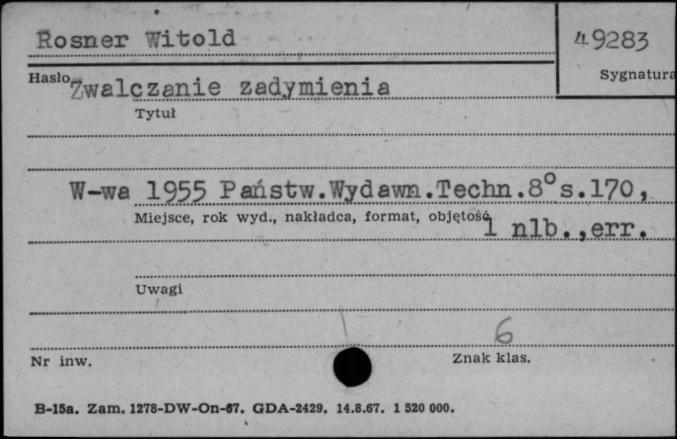 Rosner Witold
49283
Hasło
Sygnatura
Zwalczanie zadymienia
Tytuł
W-wa 1955 Państw.Wydawn.Techn.8° s.170,
Miejsce, rok wyd., nakładca, format, objętość
1 nlb.,err.
Uwagi
6
Nr inw.
Znak klas.
B-15a. Zam. 1278-DW-On-67. GDA-2429. 14.8.67. 1 520 000.